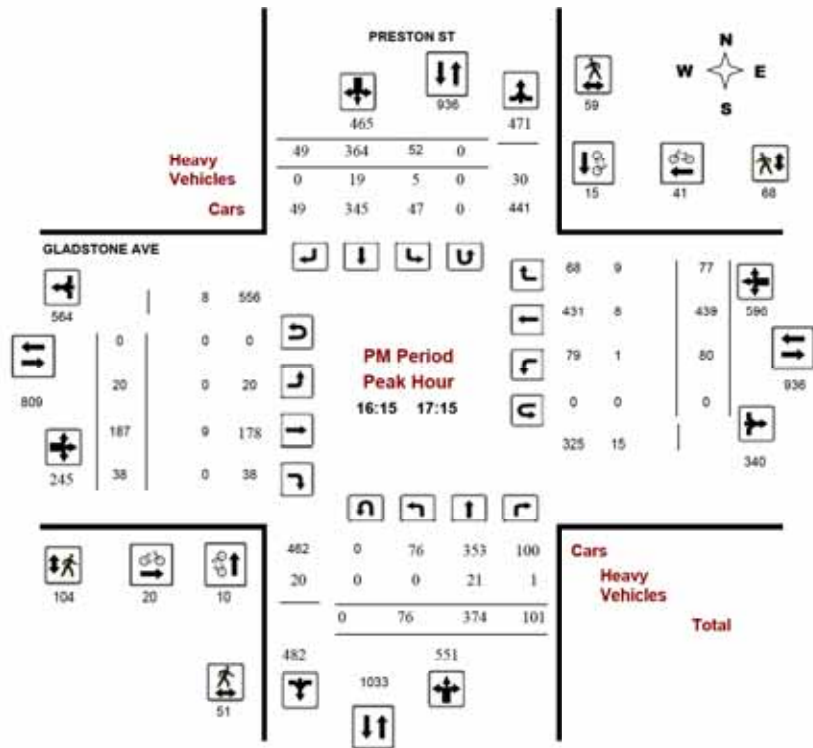 PRESTON ST
N
W E
S
936
59
465 471
49 364 52 0
Heavy Vehicles 0 19 5 0 30
Cars 49 345 47 0 441
15 41 68
GLADSTONE AVE
564
8 556
0 0 0
809
20 0 20
187 9 178
245
38 0 38
PM Period
Peak Hour
16:15 17:15
68 9 77
596
431 8 439
79 1 80
936
0 0 0
325 15
340
104 20 10
51
462 0 76 353 100 Cars
20 0 0 21 1 Heavy
Vehicles
0 76 374 101 Total
482 551
1033